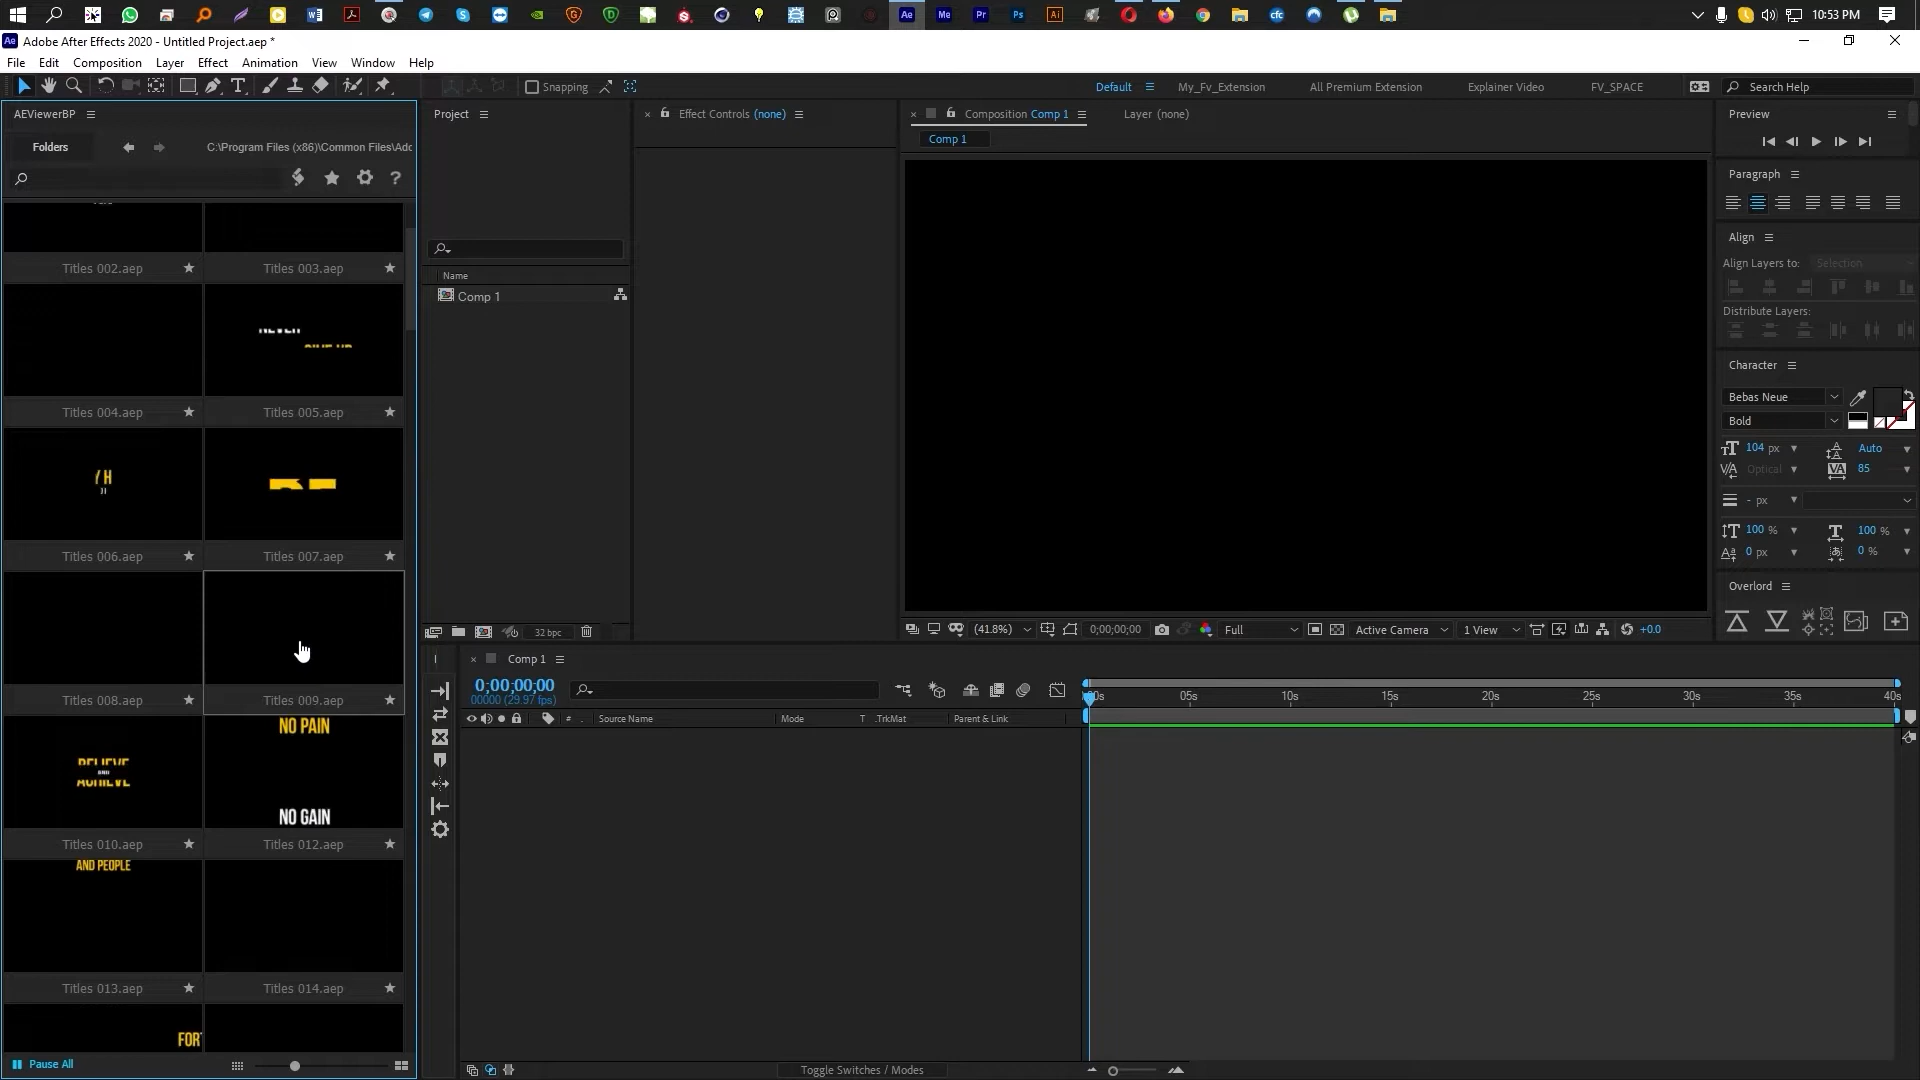 10:53 PM
Adobe After Effects 2020 - Untitled Project.aep *
File Edit Composition Layer Effect Animation View Window Help
Snapping
Default My_Fv_Extension All Premium Extension Explainer Video FV_SPACE Search Help
AEViewerBP
Folders C:\Program Files (x86)\Common Files\Ado
Titles 002.aep Titles 003.aep
NEVER
GIVE UP
Titles 004.aep Titles 005.aep
Titles 006.aep Titles 007.aep
Titles 008.aep Titles 009.aep
BELIEVE
AND
ACHIEVE
NO PAIN
NO GAIN
Titles 010.aep Titles 012.aep
AND PEOPLE
Titles 013.aep Titles 014.aep
FOR
Pause All
Project
Name
Comp 1
32 bpc
Effect Controls (none)
Composition Comp 1 Layer (none)
Comp 1
(41.8%) 0;00;00;00 Full Active Camera 1 View +0.0
Preview
Paragraph
Align
Align Layers to: Selection
Distribute Layers:
Character
Bebas Neue
Bold
104 px Auto
Optical 85
- px
100 % 100 %
0 px 0 %
Overlord
Comp 1
0;00;00;00
00000 (29.97 fps)
# Source Name Mode T .TrkMat Parent & Link
00s 05s 10s 15s 20s 25s 30s 35s 40s
Toggle Switches / Modes